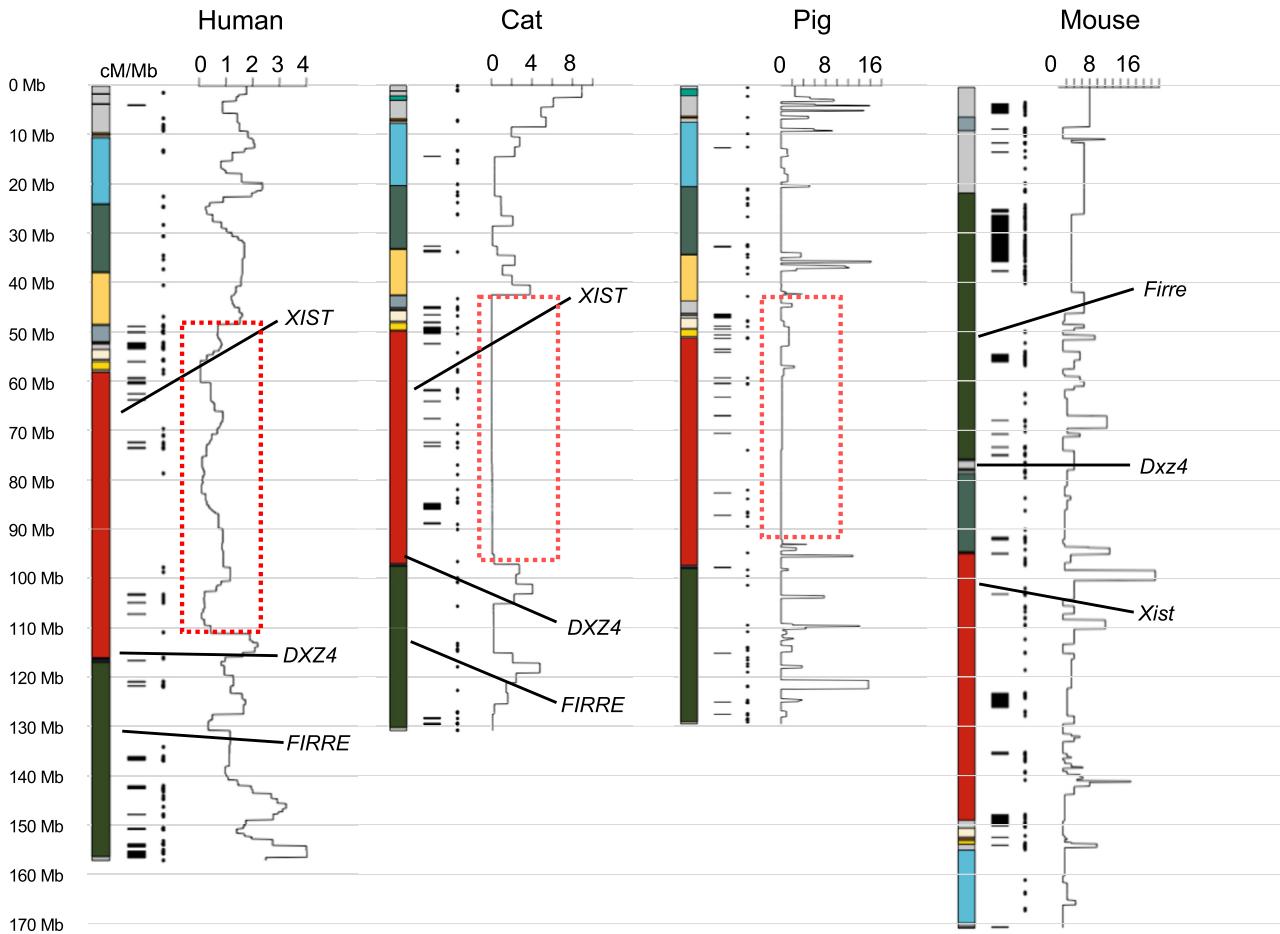 Human Cat Pig Mouse
cM/Mb 0 1 2 3 4 0 4 8 0 8 16 0 8 16
0 Mb
10 Mb
20 Mb
30 Mb
40 Mb
Firre
XIST
XIST
50 Mb
60 Mb
70 Mb
Dxz4
80 Mb
90 Mb
100 Mb
Xist
110 Mb
DXZ4
DXZ4
120 Mb
FIRRE
130 Mb
FIRRE
140 Mb
150 Mb
160 Mb
170 Mb